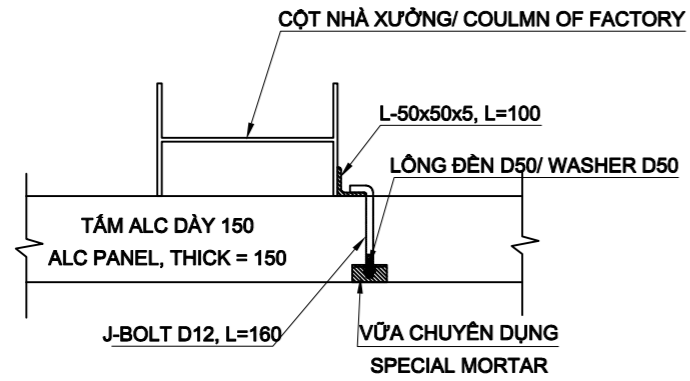 CỘT NHÀ XƯỞNG/ COULMN OF FACTORY
L-50x50x5, L=100
LÔNG ĐỀN D50/ WASHER D50
TẤM ALC DÀY 150
ALC PANEL, THICK = 150
J-BOLT D12, L=160
VỮA CHUYÊN DỤNG
SPECIAL MORTAR